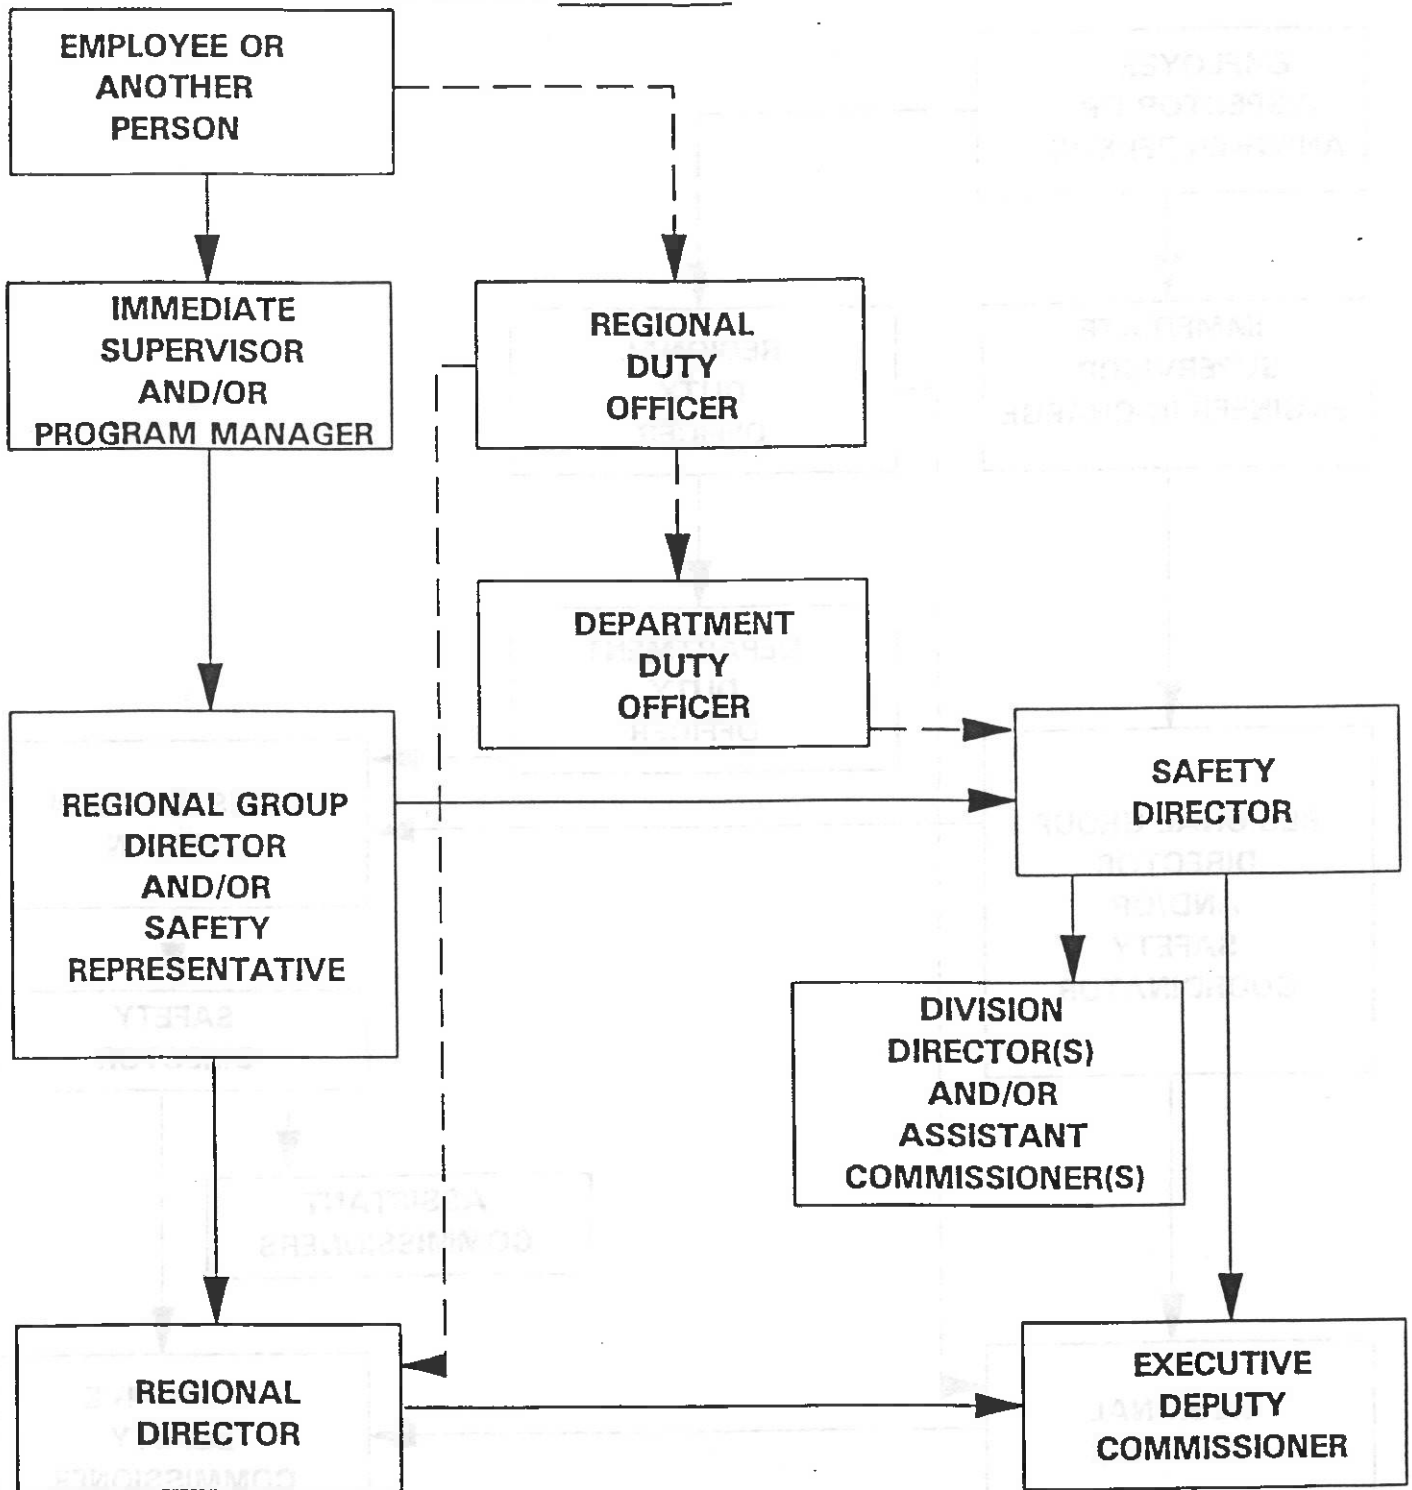 EMPLOYEE OR
ANOTHER
PERSON
IMMEDIATE
SUPERVISOR
AND/OR
PROGRAM MANAGER
REGIONAL
DUTY
OFFICER
DEPARTMENT
DUTY
OFFICER
REGIONAL GROUP
DIRECTOR
AND/OR
SAFETY
REPRESENTATIVE
SAFETY
DIRECTOR
DIVISION
DIRECTOR(S)
AND/OR
ASSISTANT
COMMISSIONER(S)
REGIONAL
DIRECTOR
EXECUTIVE
DEPUTY
COMMISSIONER